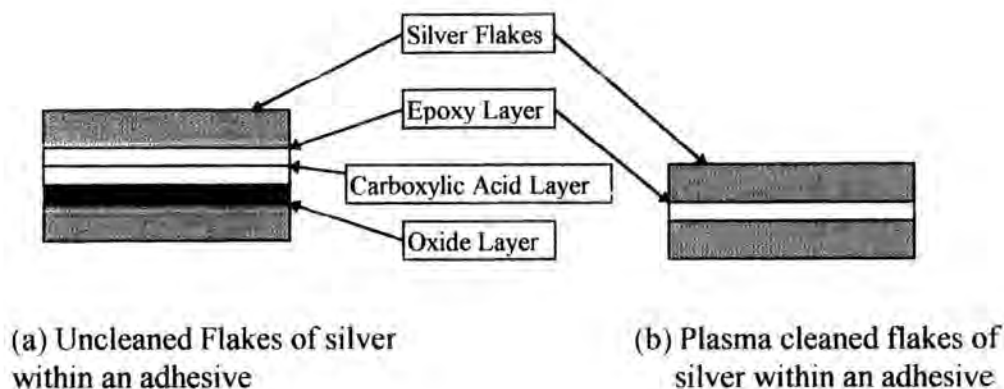 Silver Flakes
Epoxy Layer
Carboxylic Acid Layer
Oxide Layer
(a) Uncleaned Flakes of silver
within an adhesive
(b) Plasma cleaned flakes of
silver within an adhesive